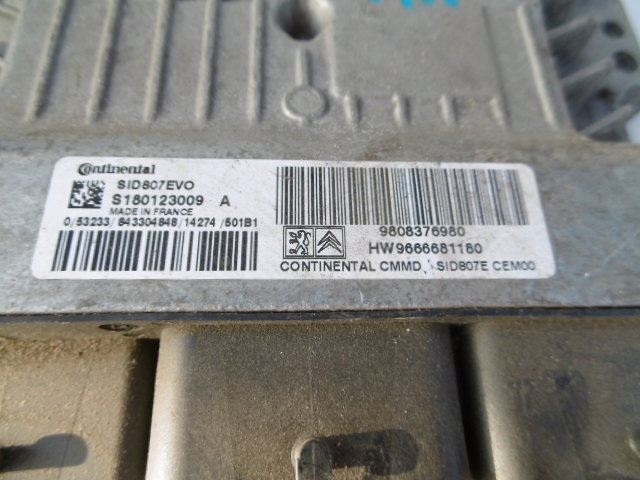 Continental
SID807EVO
S180123009 A
MADE IN FRANCE
0/53233/843304848/14274/501B1
9808376980
HW9666681180
CONTINENTAL CMMD SID807E CEM00